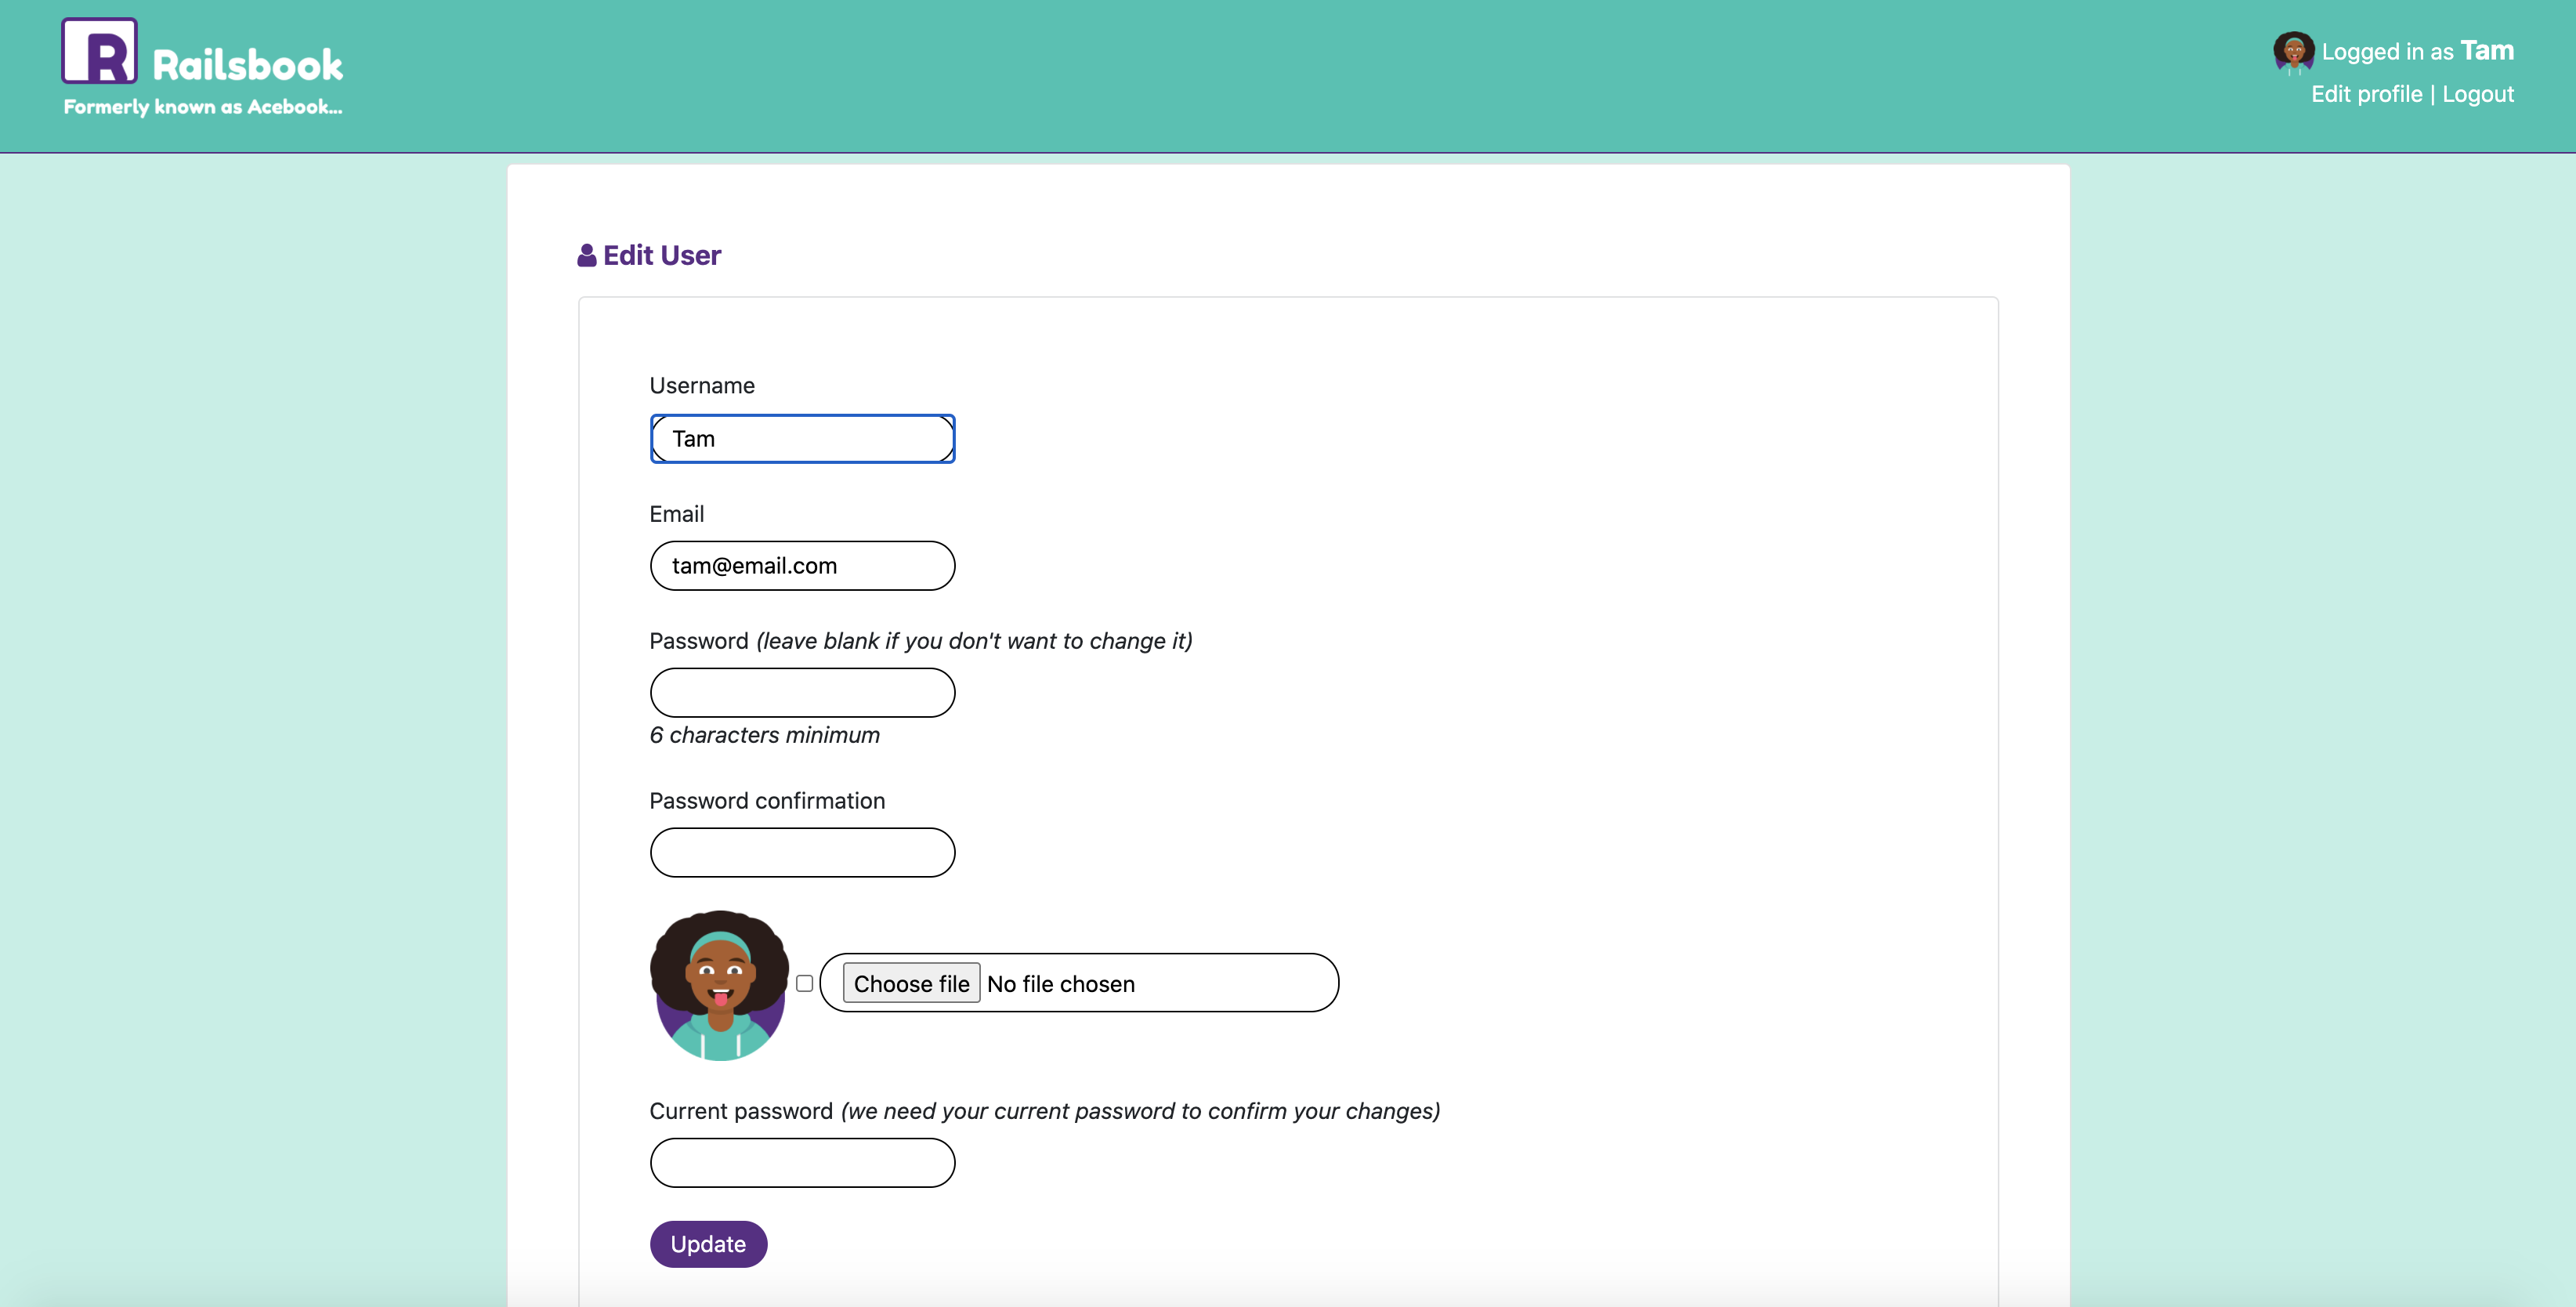 R Railsbook
Formerly known as Acebook...
Logged in as Tam
Edit profile | Logout
Edit User
Username
Tam
Email
tam@email.com
Password (leave blank if you don't want to change it)
6 characters minimum
Password confirmation
Choose file No file chosen
Current password (we need your current password to confirm your changes)
Update